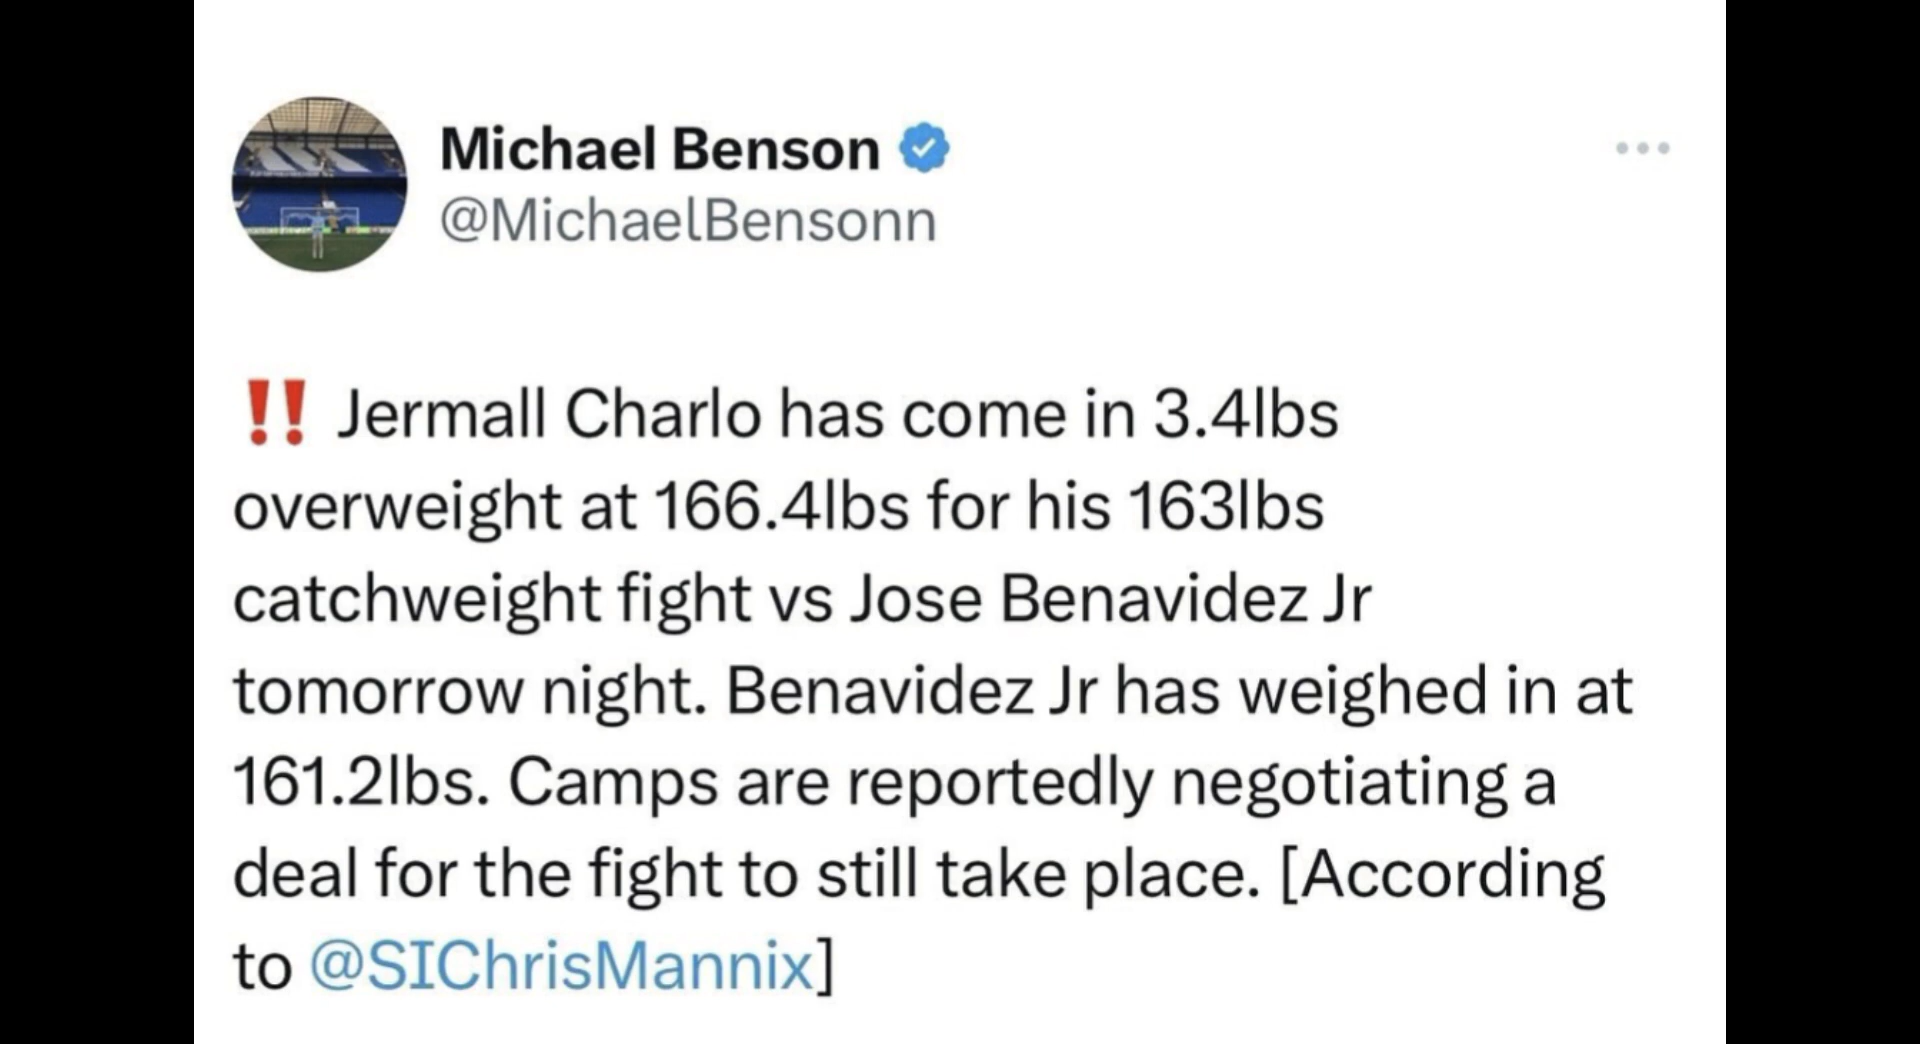 Michael Benson
@MichaelBensonn
‼️ Jermall Charlo has come in 3.4lbs
overweight at 166.4lbs for his 163lbs
catchweight fight vs Jose Benavidez Jr
tomorrow night. Benavidez Jr has weighed in at
161.2lbs. Camps are reportedly negotiating a
deal for the fight to still take place. [According
to @SIChrisMannix]